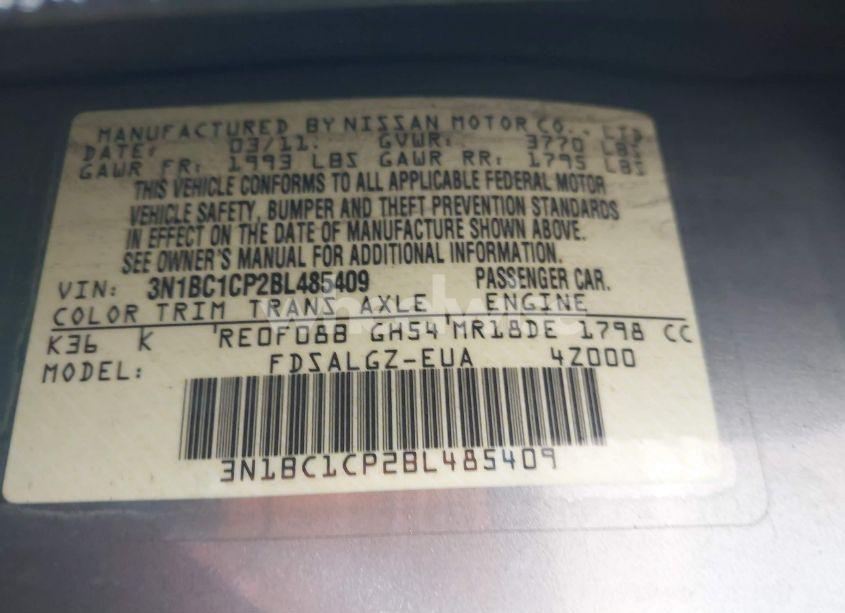 MANUFACTURED BY NISSAN MOTOR CO., LTD
DATE: 03/11. GVWR: 3770 LBS
GAWR FR: 1993 LBS GAWR RR: 1795 LBS
THIS VEHICLE CONFORMS TO ALL APPLICABLE FEDERAL MOTOR
VEHICLE SAFETY, BUMPER AND THEFT PREVENTION STANDARDS
IN EFFECT ON THE DATE OF MANUFACTURE SHOWN ABOVE.
SEE OWNER'S MANUAL FOR ADDITIONAL INFORMATION.
VIN: 3N1BC1CP2BL485409 PASSENGER CAR.
COLOR TRIM TRANS AXLE ENGINE
K36 K RE0F08B GH54 MR18DE 1798 CC
MODEL: FDSALGZ-EUA 4Z000
3N1BC1CP2BL485409